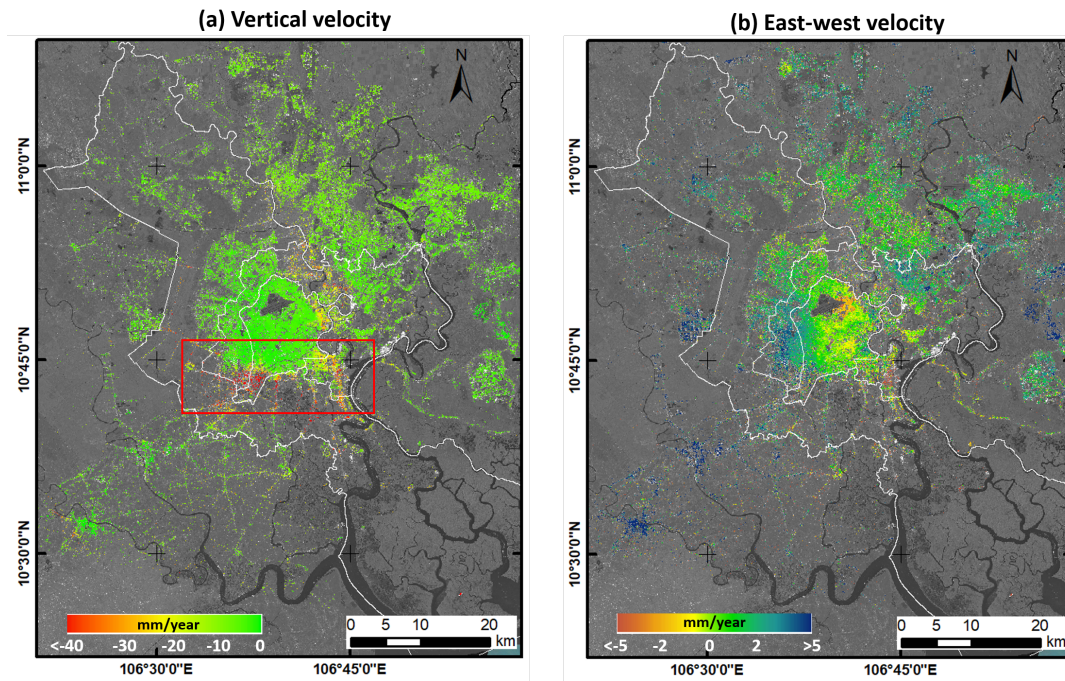 (a) Vertical velocity
N
11°0'0"N
10°45'0"N
10°30'0"N
mm/year
<-40 -30 -20 -10 0
0 10 20
km
106°30'0"E
106°45'0"E
(b) East-west velocity
N
11°0'0"N
10°45'0"N
10°30'0"N
mm/year
<-5 -2 0 2 >5
0 10 20
km
106°30'0"E
106°45'0"E